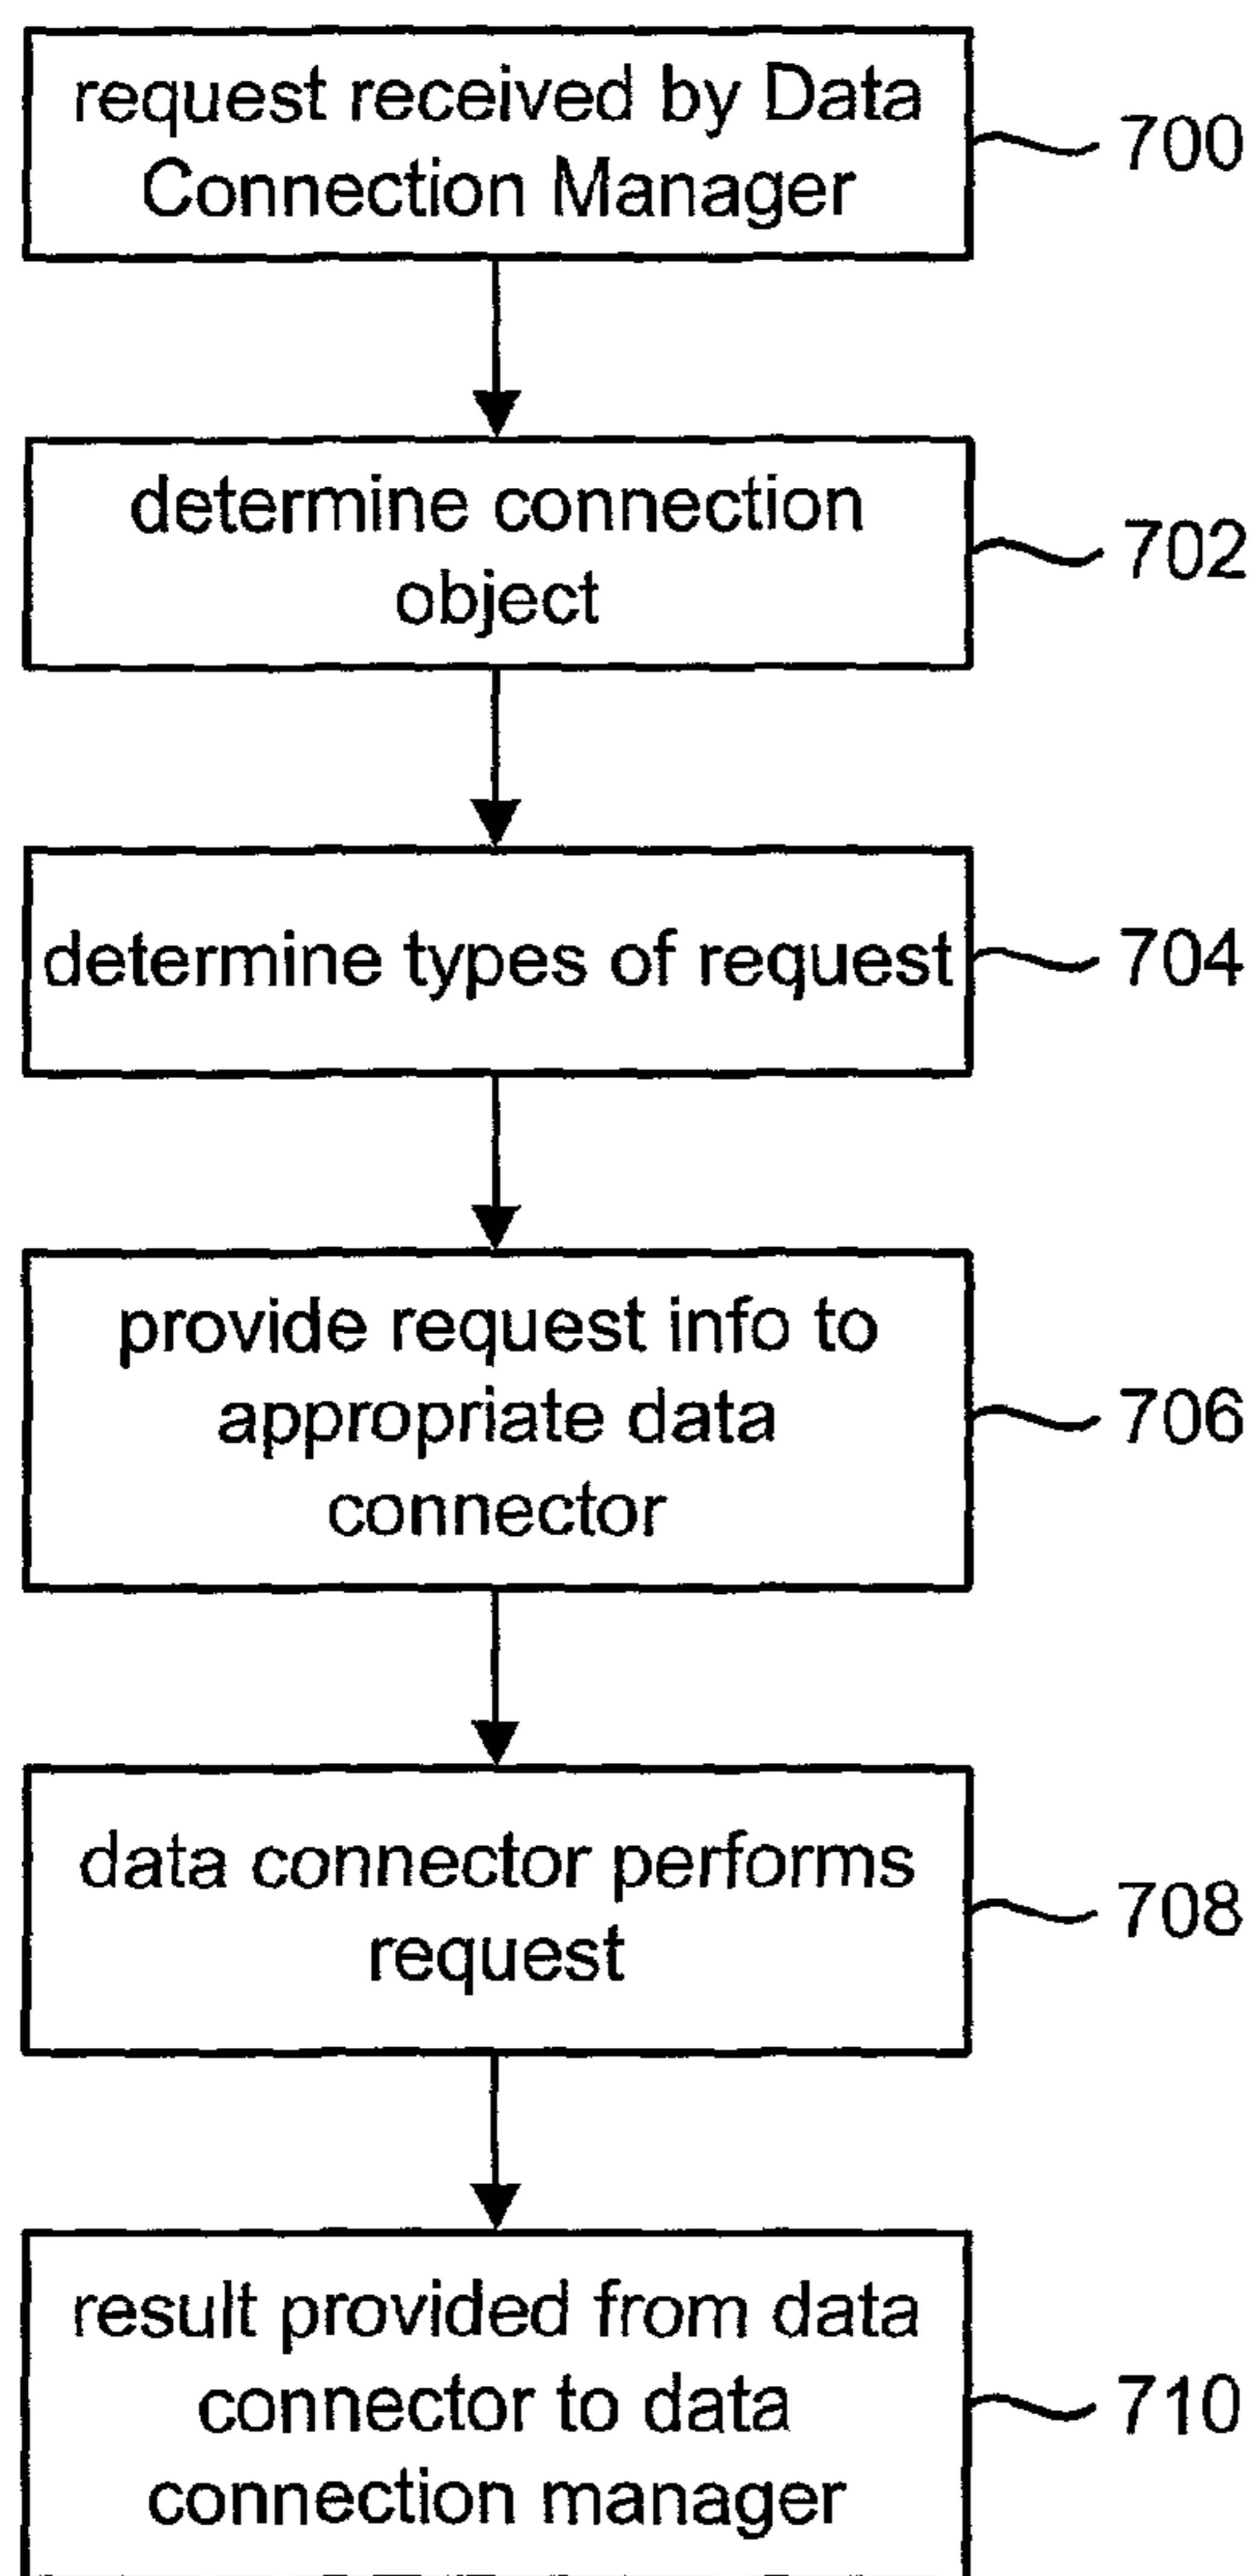 request received by Data
Connection Manager
700
determine connection
object
702
determine types of request
704
provide request info to
appropriate data
connector
706
data connector performs
request
708
result provided from data
connector to data
connection manager
710